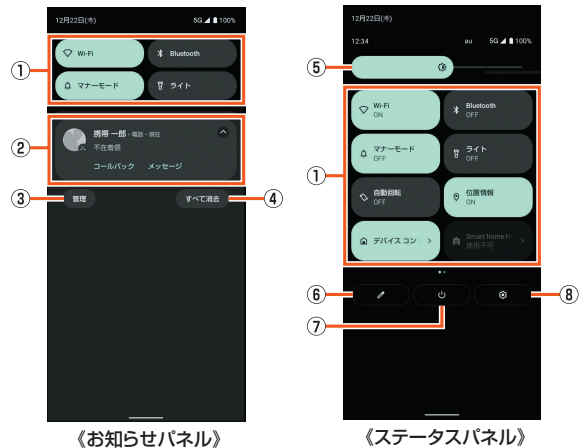 12月22日(木) 5G 100%
Wi-Fi Bluetooth
マナーモード ライト
①
携帯 一郎・電話・現在
不在着信
コールバック メッセージ
②
③ 管理 すべて消去 ④
《お知らせパネル》
12月22日(木)
12:34 au 5G 100%
⑤
Wi-Fi
ON
Bluetooth
OFF
マナーモード
OFF
ライト
OFF
①
自動回転
OFF
位置情報
ON
デバイス コン
Smart home H
使用不可
⑥ ⑧
⑦
《ステータスパネル》